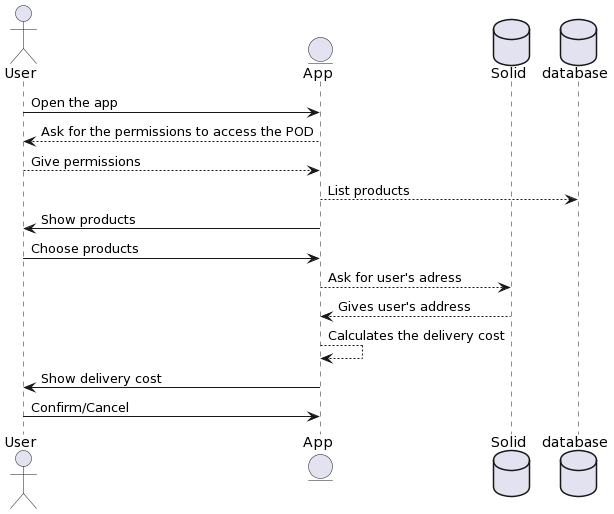 User
App
Solid
database
Open the app
Ask for the permissions to access the POD
Give permissions
List products
Show products
Choose products
Ask for user's adress
Gives user's address
Calculates the delivery cost
Show delivery cost
Confirm/Cancel
User
App
Solid
database